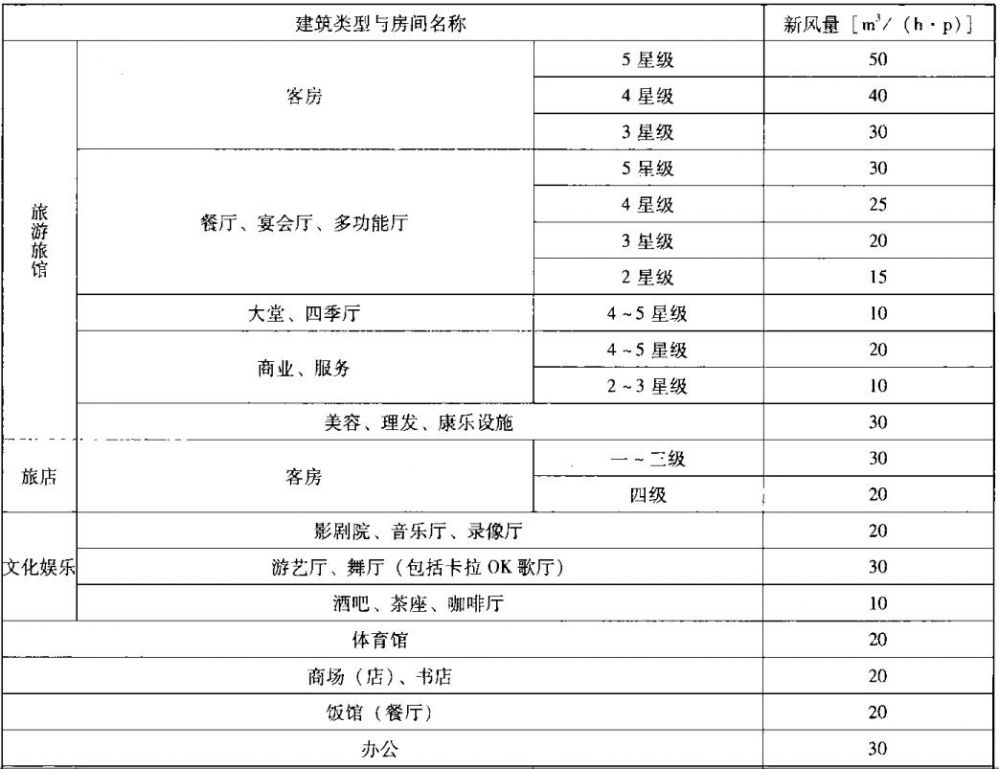 建筑类型与房间名称 新风量[m³/(h·p)]
旅游旅馆 客房 5星级 50
4星级 40
3星级 30
餐厅、宴会厅、多功能厅 5星级 30
4星级 25
3星级 20
2星级 15
大堂、四季厅 4~5星级 10
商业、服务 4~5星级 20
2~3星级 10
美容、理发、康乐设施 30
旅店 客房 一~三级 30
四级 20
文化娱乐 影剧院、音乐厅、录像厅 20
游艺厅、舞厅(包括卡拉OK歌厅) 30
酒吧、茶座、咖啡厅 10
体育馆 20
商场(店)、书店 20
饭馆(餐厅) 20
办公 30